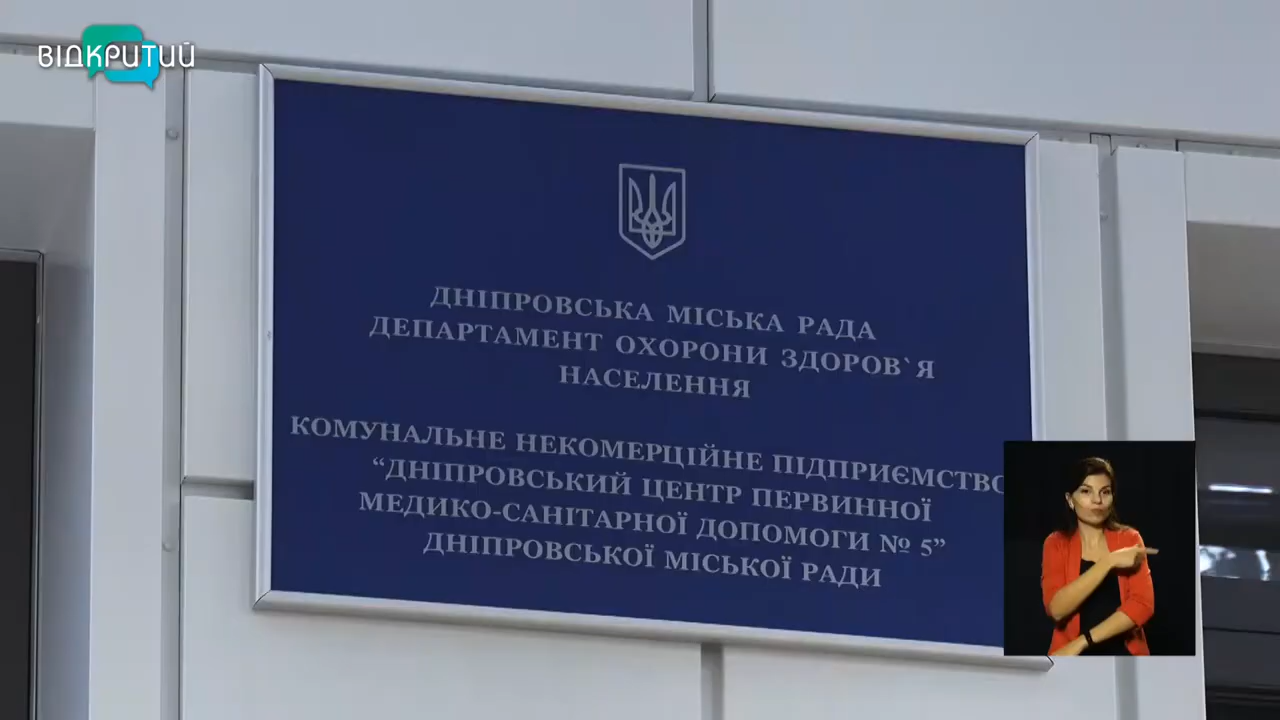 ВІДКРИТИЙ
ДНІПРОВСЬКА МІСЬКА РАДА
ДЕПАРТАМЕНТ ОХОРОНИ ЗДОРОВ`Я
НАСЕЛЕННЯ
КОМУНАЛЬНЕ НЕКОМЕРЦІЙНЕ ПІДПРИЄМСТВО
“ДНІПРОВСЬКИЙ ЦЕНТР ПЕРВИННОЇ
МЕДИКО-САНІТАРНОЇ ДОПОМОГИ № 5”
ДНІПРОВСЬКОЇ МІСЬКОЇ РАДИ